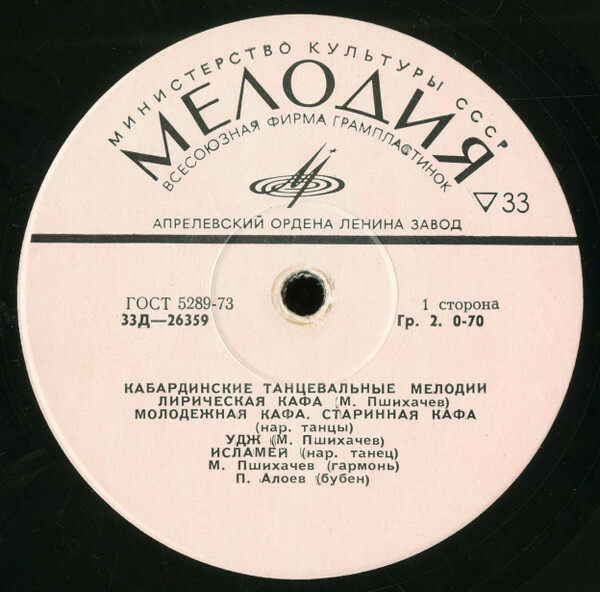 МИНИСТЕРСТВО КУЛЬТУРЫ СССР
МЕЛОДИЯ
ВСЕСОЮЗНАЯ ФИРМА ГРАМПЛАСТИНОК
33
АПРЕЛЕВСКИЙ ОРДЕНА ЛЕНИНА ЗАВОД
ГОСТ 5289-73
1 сторона
33Д—26359
Гр. 2. 0-70
КАБАРДИНСКИЕ ТАНЦЕВАЛЬНЫЕ МЕЛОДИИ
ЛИРИЧЕСКАЯ КАФА (М. Пшихачев)
МОЛОДЕЖНАЯ КАФА. СТАРИННАЯ КАФА
(нар. танцы)
УДЖ (М. Пшихачев)
ИСЛАМЕЙ (нар. танец)
М. Пшихачев (гармонь)
П. Алоев (бубен)